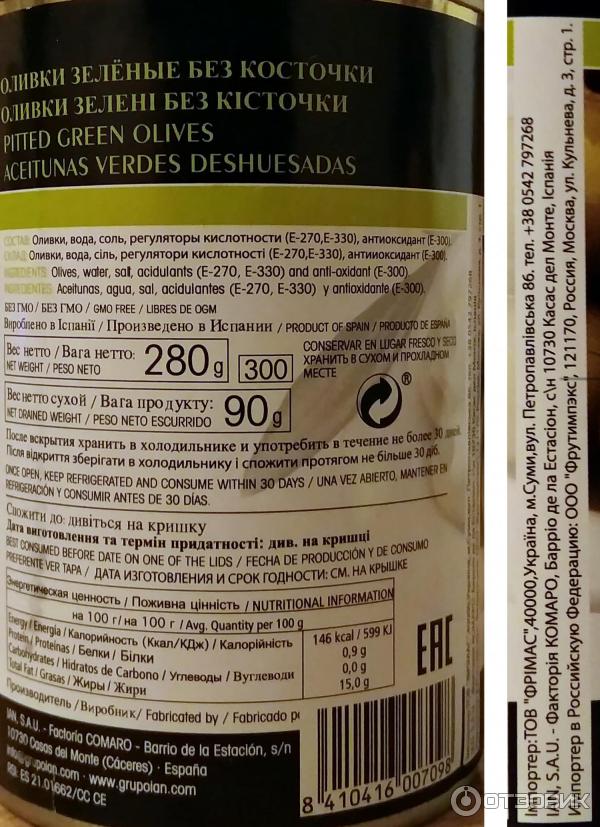 ОЛИВКИ ЗЕЛЁНЫЕ БЕЗ КОСТОЧКИ
ОЛИВКИ ЗЕЛЕНІ БЕЗ КІСТОЧКИ
PITTED GREEN OLIVES
ACEITUNAS VERDES DESHUESADAS
СОСТАВ: Оливки, вода, соль, регуляторы кислотности (Е-270,Е-330), антиоксидант (Е-300).
СКЛАД: Оливки, вода, сіль, регулятори кислотності (Е-270,Е-330), антиоксидант (Е-300).
INGREDIENTS: Olives, water, salt, acidulants (E-270, E-330) and anti-oxidant (E-300).
INGREDIENTES: Aceitunas, agua, sal, acidulantes (E-270, E-330) y antioxidante (E-300).
БЕЗ ГМО / БЕЗ ГМО / GMO FREE / LIBRES DE OGM
Вироблено в Іспанії / Произведено в Испании / PRODUCT OF SPAIN / PRODUCTO DE ESPAÑA
Вес нетто / Вага нетто:
NET WEIGHT / PESO NETO
280g
300
CONSERVAR EN LUGAR FRESCO Y SECO
ХРАНИТЬ В СУХОМ И ПРОХЛАДНОМ
МЕСТЕ
Вес нетто сухой / Вага продукту:
NET DRAINED WEIGHT / PESO NETO ESCURRIDO
90g
®
После вскрытия хранить в холодильнике и употребить в течение не более 30 дней.
Після відкриття зберігати в холодильнику і спожити протягом не більше 30 діб.
ONCE OPEN, KEEP REFRIGERATED AND CONSUME WITHIN 30 DAYS / UNA VEZ ABIERTO, MANTENER EN
REFRIGERACIÓN Y CONSUMIR ANTES DE 30 DÍAS.
Спожити до: дивіться на кришку
Дата виготовлення та термін придатності: див. на кришці
BEST CONSUMED BEFORE DATE ON ONE OF THE LIDS / FECHA DE PRODUCCIÓN Y DE CONSUMO
PREFERENTE VER TAPA / ДАТА ИЗГОТОВЛЕНИЯ И СРОК ГОДНОСТИ: СМ. НА КРЫШКЕ
Энергетическая ценность / Поживна цінність / NUTRITIONAL INFORMATION
на 100 г/ на 100 г / Avg. Quantity per 100 g
Energy / Energía / Калорийность (Ккал/КДж) / Калорійність 146 kcal / 599 KJ
Protein / Proteínas / Белки / Білки 0,9 g
Carbohydrates / Hidratos de Carbono / Углеводы / Вуглеводи 0,0 g
Total Fat / Grasas / Жиры / Жири 15,0 g
EAC
Производитель / Виробник/ Fabricated by / Fabricado po
IAN, S.A.U. - Factoría COMARO - Barrio de la Estación, s/n
10730 Casas del Monte (Cáceres) - España
info@grupoian.com / www.grupoian.com
RGL ES 21.01662/CC CE
8 410416 007098
Імпортер:ТОВ "ФРІМАС",40000,Україна, м.Суми,вул. Петропавлівська 86. тел. +38 0542 797268
IAN, S.A.U. - Факторія КОМАРО, Барріо де ла Естасіон, с\н 10730 Касас дел Монте, Іспанія
Импортер в Российскую Федерацию: ООО "Фрутимпэкс", 121170, Россия, Москва, ул. Кульнева, д. 3, стр. 1.
ОТЗОВИК